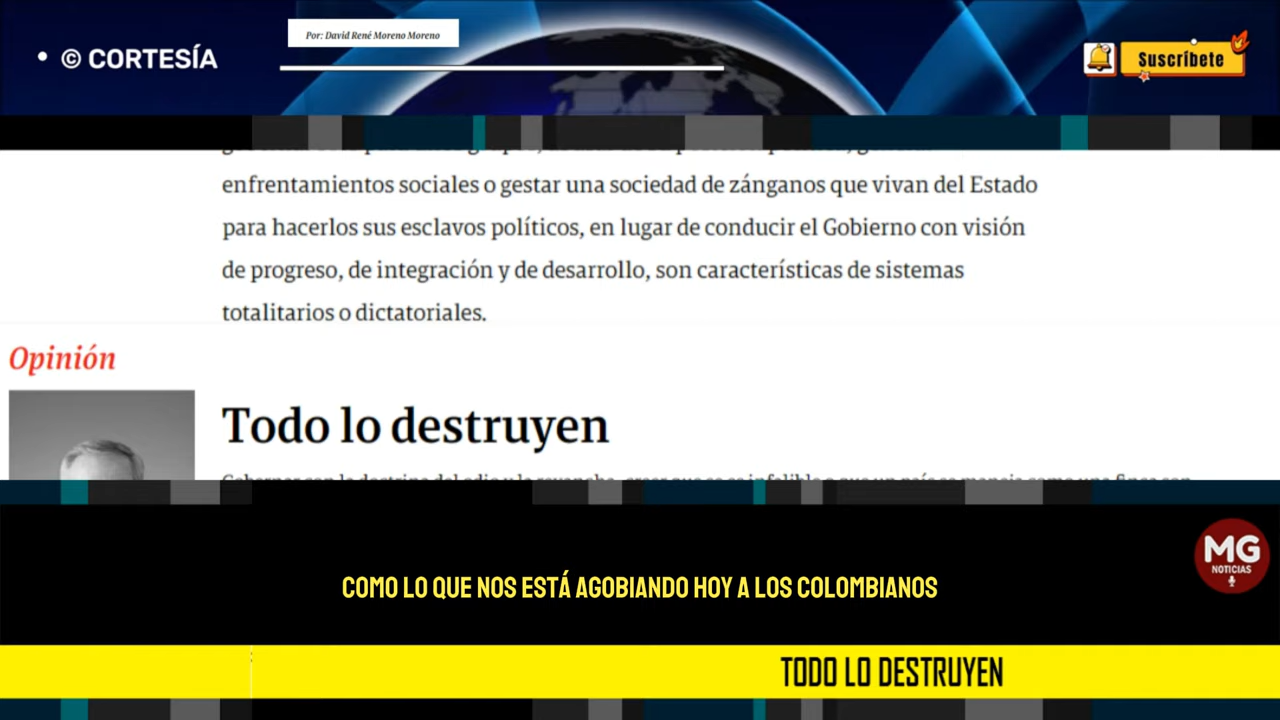 Por: David René Moreno Moreno
• © CORTESÍA
Suscríbete
enfrentamientos sociales o gestar una sociedad de zánganos que vivan del Estado
para hacerlos sus esclavos políticos, en lugar de conducir el Gobierno con visión
de progreso, de integración y de desarrollo, son características de sistemas
totalitarios o dictatoriales.
Opinión
Todo lo destruyen
MG
NOTICIAS
COMO LO QUE NOS ESTÁ AGOBIANDO HOY A LOS COLOMBIANOS
TODO LO DESTRUYEN